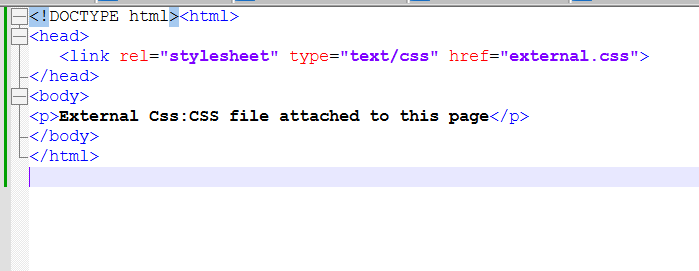 <!DOCTYPE html><html>
<head>
<link rel="stylesheet" type="text/css" href="external.css">
</head>
<body>
<p>External Css:CSS file attached to this page</p>
</body>
</html>